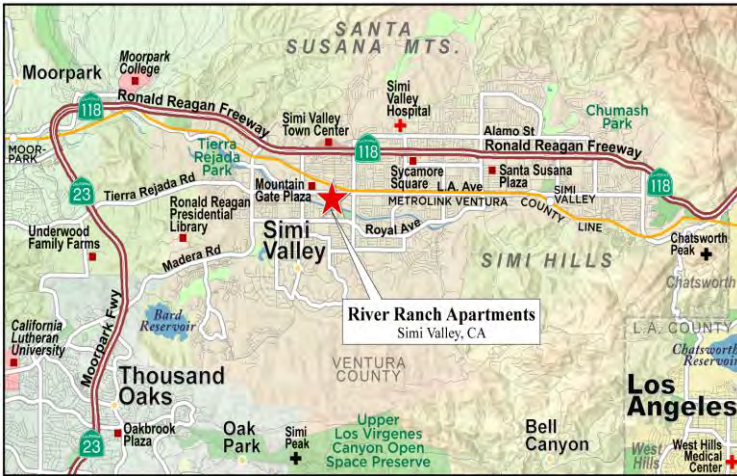 SANTA
SUSANA MTS.
Moorpark
Moorpark
College
118
Ronald Reagan Freeway
MOOR-
PARK
Tierra
Rejada
Park
Simi Valley
Town Center
Simi
Valley
Hospital
Chumash
Park
Alamo St
Ronald Reagan Freeway
118
Sycamore
Square
Santa Susana
Plaza
118
23
Tierra Rejada Rd
Mountain
Gate Plaza
L.A. Ave
METROLINK VENTURA COUNTY LINE
SIMI
VALLEY
Ronald Reagan
Presidential
Library
Underwood
Family Farms
Madera Rd
Simi
Valley
Royal Ave
SIMI HILLS
Chatsworth
Peak
Chatsworth
River Ranch Apartments
Simi Valley, CA
Bard
Reservoir
California
Lutheran
University
Moorpark Fwy
L.A. COUNTY
Chatsworth
Reservoir
VENTURA
COUNTY
Thousand
Oaks
Los
Angeles
Oakbrook
Plaza
23
Oak
Park
Simi
Peak
Upper
Los Virgenes
Canyon Open
Space Preserve
Bell
Canyon
West
Hills
West Hills
Medical
Center